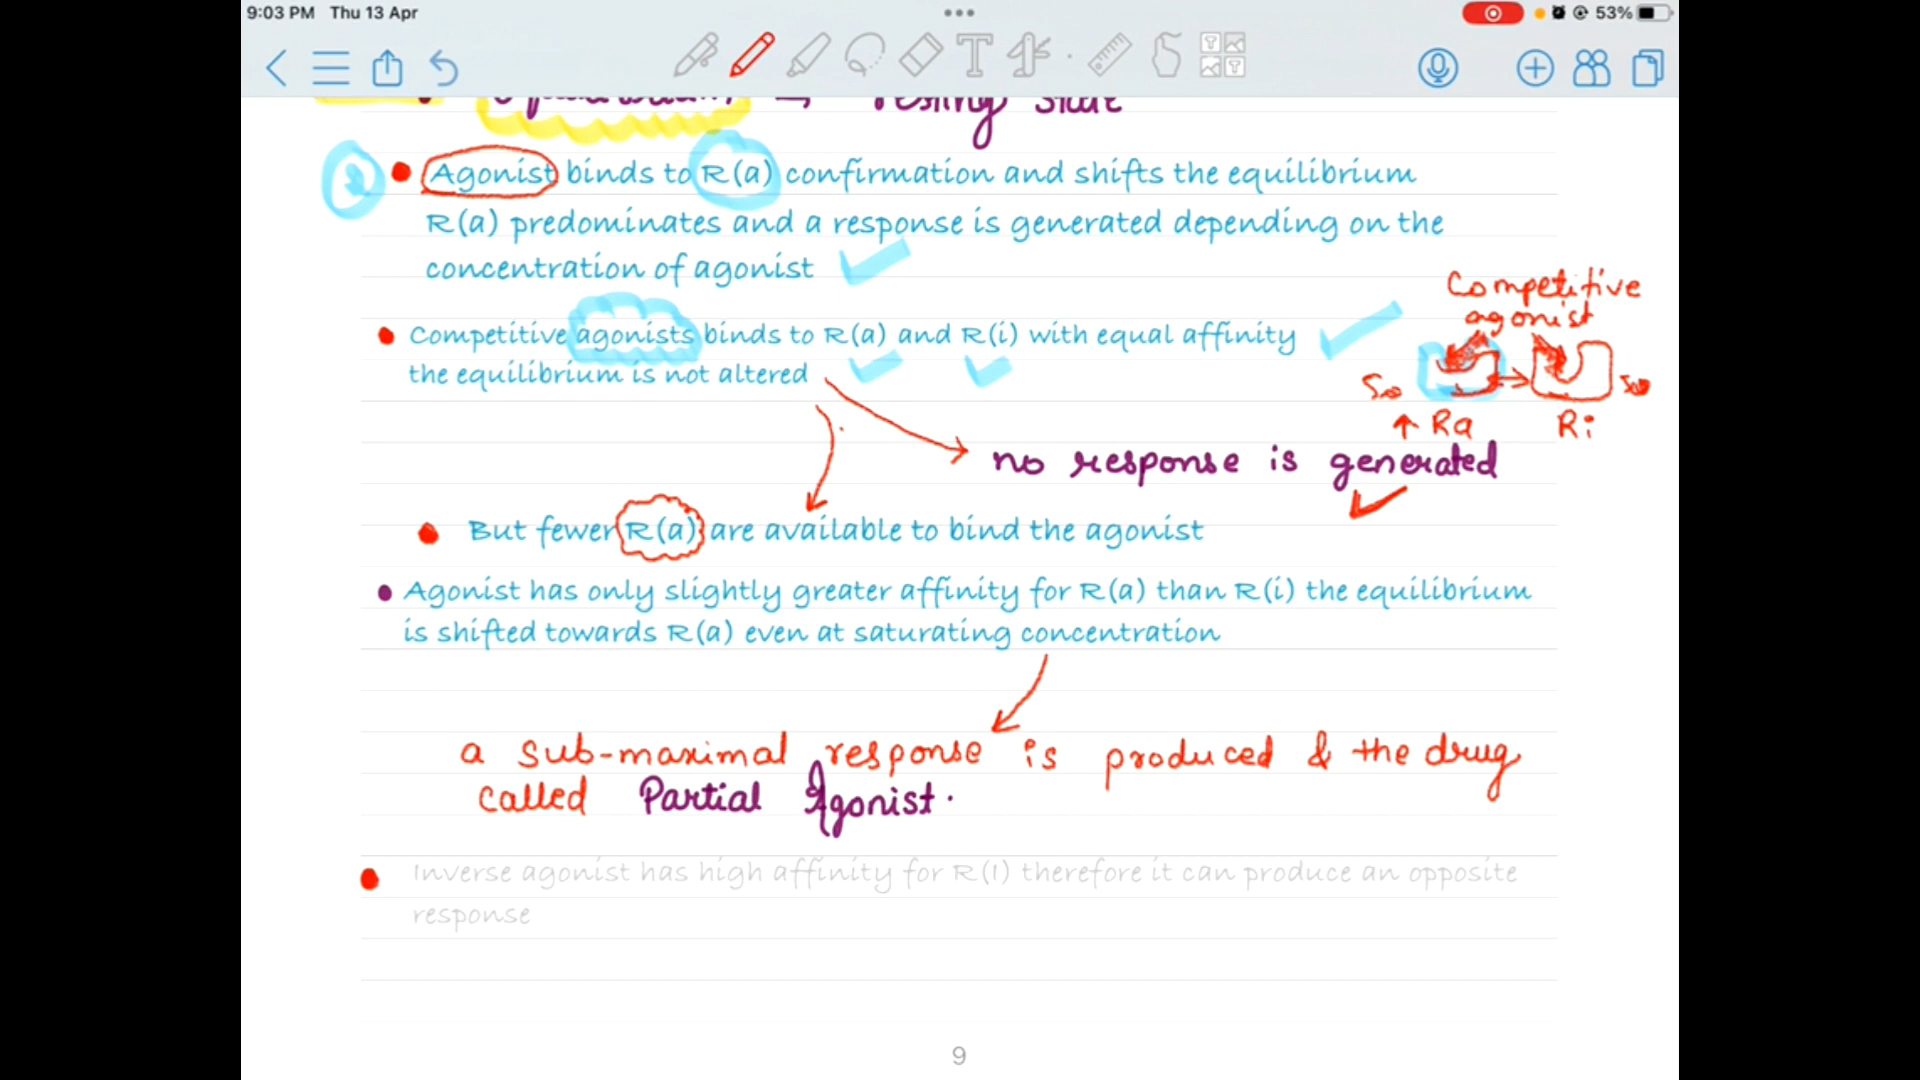 9:03 PM Thu 13 Apr
53%
resting state
Agonist binds to R(a) confirmation and shifts the equilibrium
R(a) predominates and a response is generated depending on the
concentration of agonist
Competitive
agonist
Competitive agonists binds to R(a) and R(i) with equal affinity
the equilibrium is not altered
50
↑ Ra
Ri
no response is generated
But fewer R(a) are available to bind the agonist
Agonist has only slightly greater affinity for R(a) than R(i) the equilibrium
is shifted towards R(a) even at saturating concentration
a sub-maximal response is produced & the drug
called Partial Agonist.
Inverse agonist has high affinity for R(I) therefore it can produce an opposite
response
9